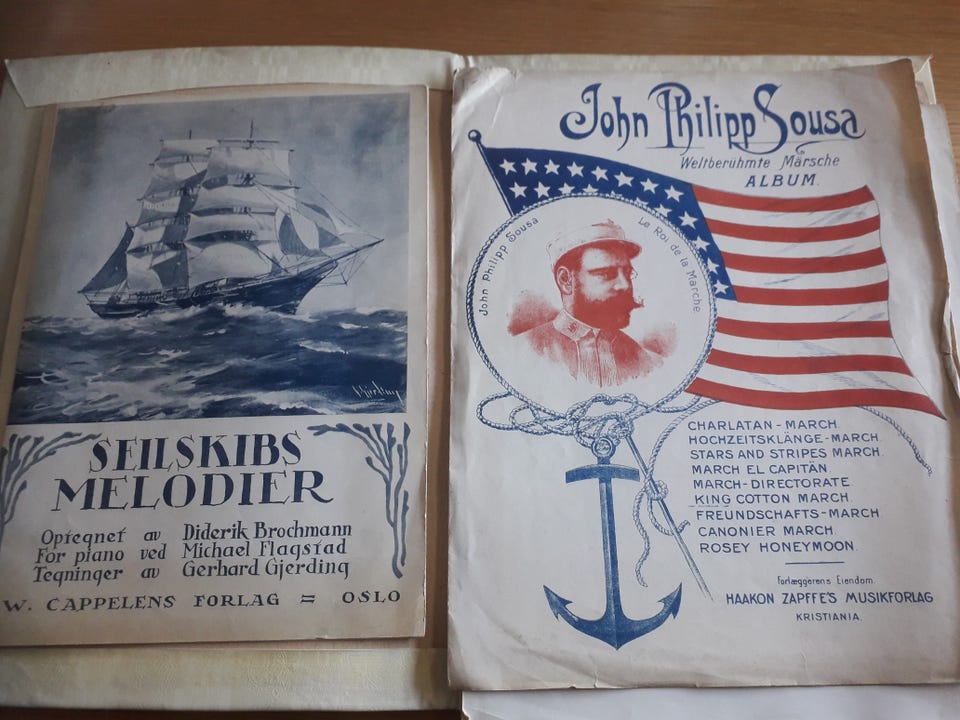 SEILSKIBS
MELODIER
Optegnet av Diderik Brochmann
For piano ved Michael Flagstad
Tegninger av Gerhard Gjerding
W. CAPPELENS FORLAG = OSLO
John Philipp Sousa
Weltberühmte Märsche
ALBUM.
John Philipp Sousa
Le Roi de la Marche
CHARLATAN - MARCH
HOCHZEITSKLÄNGE - MARCH
STARS AND STRIPES MARCH.
MARCH EL CAPITÄN
MARCH - DIRECTORATE
KING COTTON MARCH.
FREUNDSCHAFTS - MARCH
CANONIER MARCH.
ROSEY HONEYMOON.
Forlæggerens Eiendom.
HAAKON ZAPFFE'S MUSIKFORLAG
KRISTIANIA.